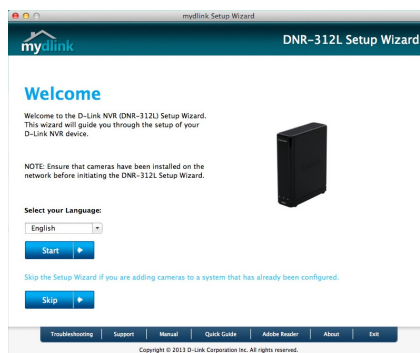 mydlink Setup Wizard
mydlink
DNR-312L Setup Wizard
Welcome
Welcome to the D-Link NVR (DNR-312L) Setup Wizard.
This wizard will guide you through the setup of your
D-Link NVR device.
NOTE: Ensure that cameras have been installed on the
network before initiating the DNR-312L Setup Wizard.
Select your Language:
English
Start
Skip the Setup Wizard if you are adding cameras to a system that has already been configured.
Skip
Troubleshooting Support Manual Quick Guide Adobe Reader About Exit
Copyright © 2013 D-Link Corporation Inc. All rights reserved.